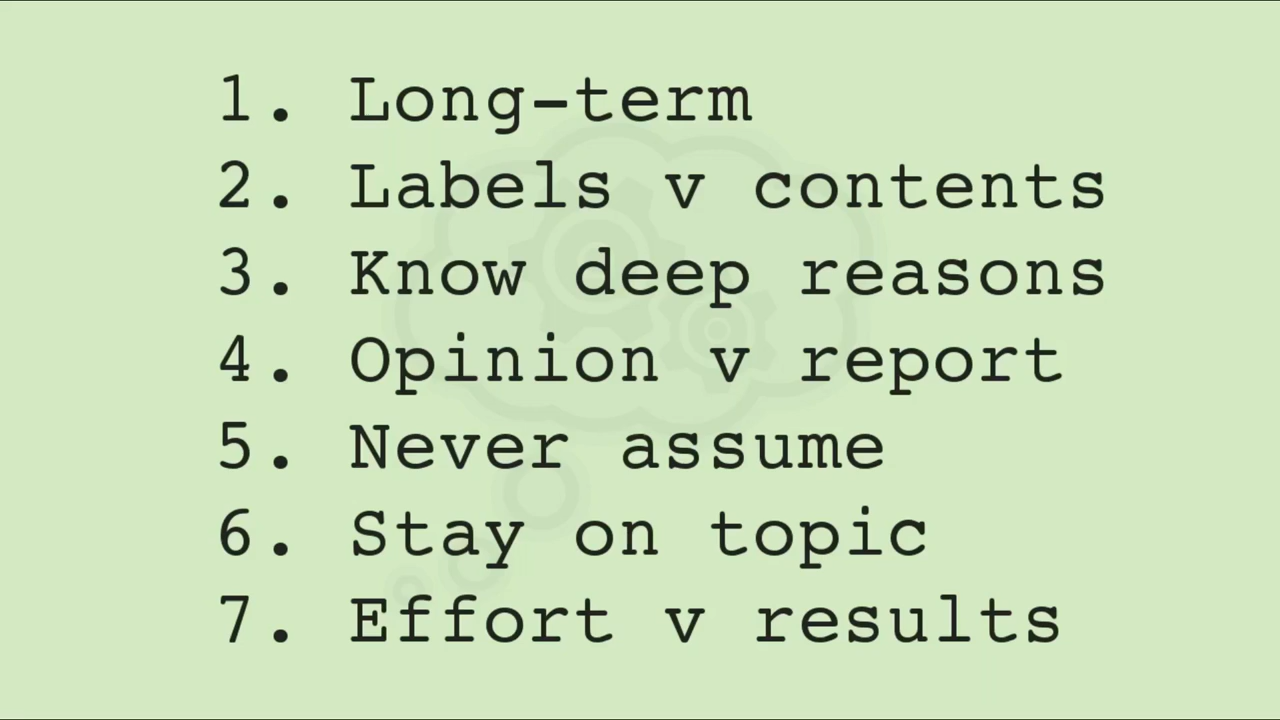 1. Long-term
2. Labels v contents
3. Know deep reasons
4. Opinion v report
5. Never assume
6. Stay on topic
7. Effort v results